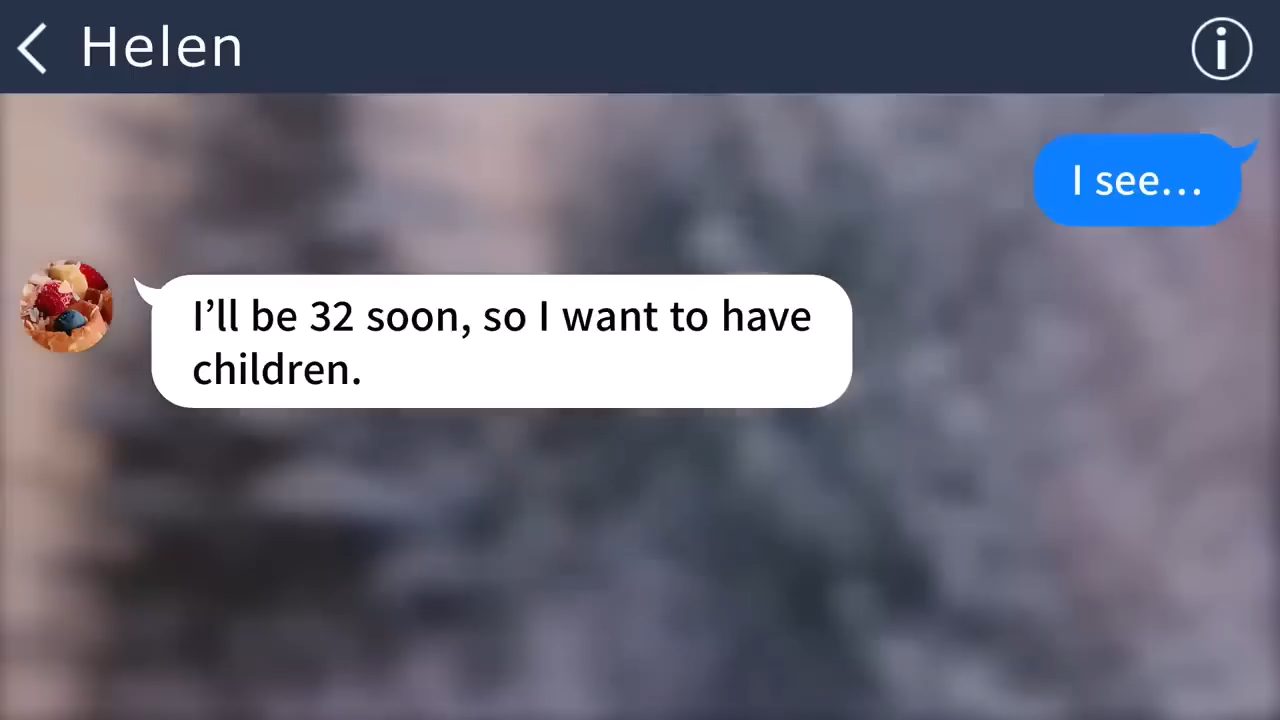 Helen
I see…
I’ll be 32 soon, so I want to have
children.